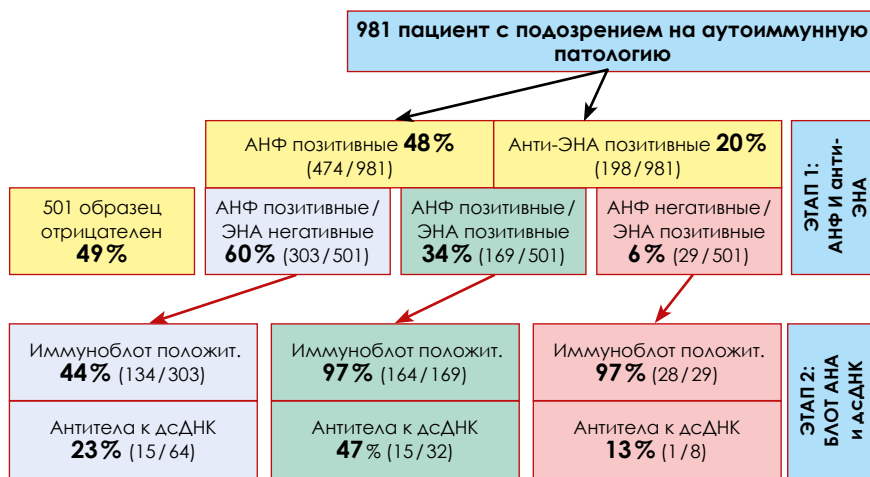 981 пациент с подозрением на аутоиммунную
патологию
АНФ позитивные 48%
(474/981)
Анти-ЭНА позитивные 20%
(198/981)
ЭТАП 1:
АНФ И анти-
ЭНА
501 образец
отрицателен
49%
АНФ позитивные/
ЭНА негативные
60% (303/501)
АНФ позитивные/
ЭНА позитивные
34% (169/501)
АНФ негативные/
ЭНА позитивные
6% (29/501)
Иммуноблот положит.
44% (134/303)
Иммуноблот положит.
97% (164/169)
Иммуноблот положит.
97% (28/29)
ЭТАП 2:
БЛОТ АНА
и дсДНК
Антитела к дсДНК
23% (15/64)
Антитела к дсДНК
47 % (15/32)
Антитела к дсДНК
13% (1/8)